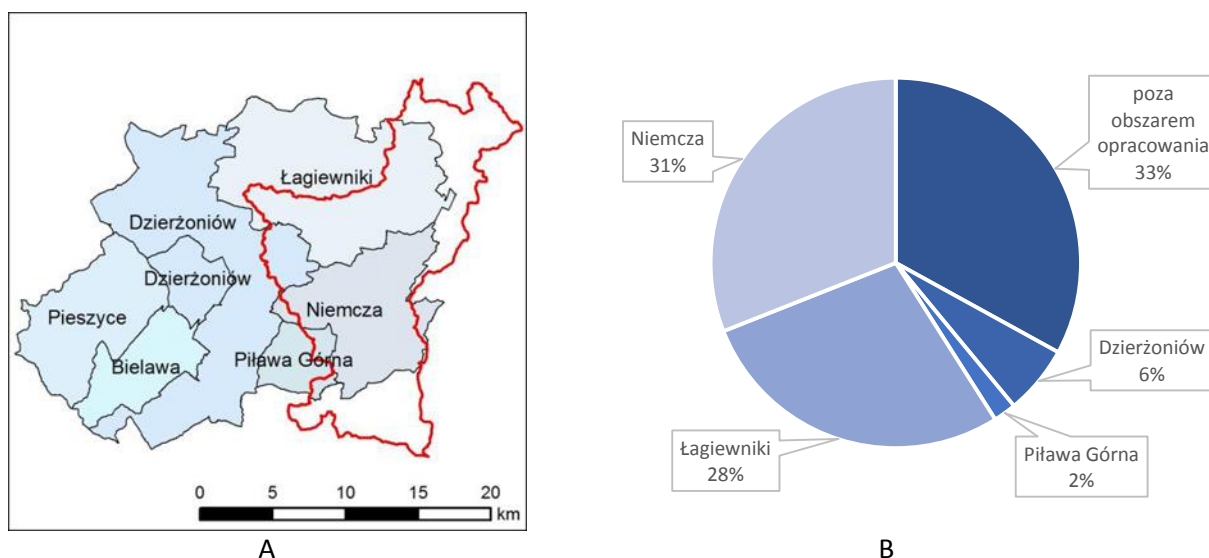 Łagiewniki
Dzierżoniów
Dzierżoniów
Pieszyce
Niemcza
Bielawa
Piława Górna
0 5 10 15 20
km
A
poza
obszarem
opracowania
33%
Niemcza
31%
Dzierżoniów
6%
Łagiewniki
28%
Piława Górna
2%
B